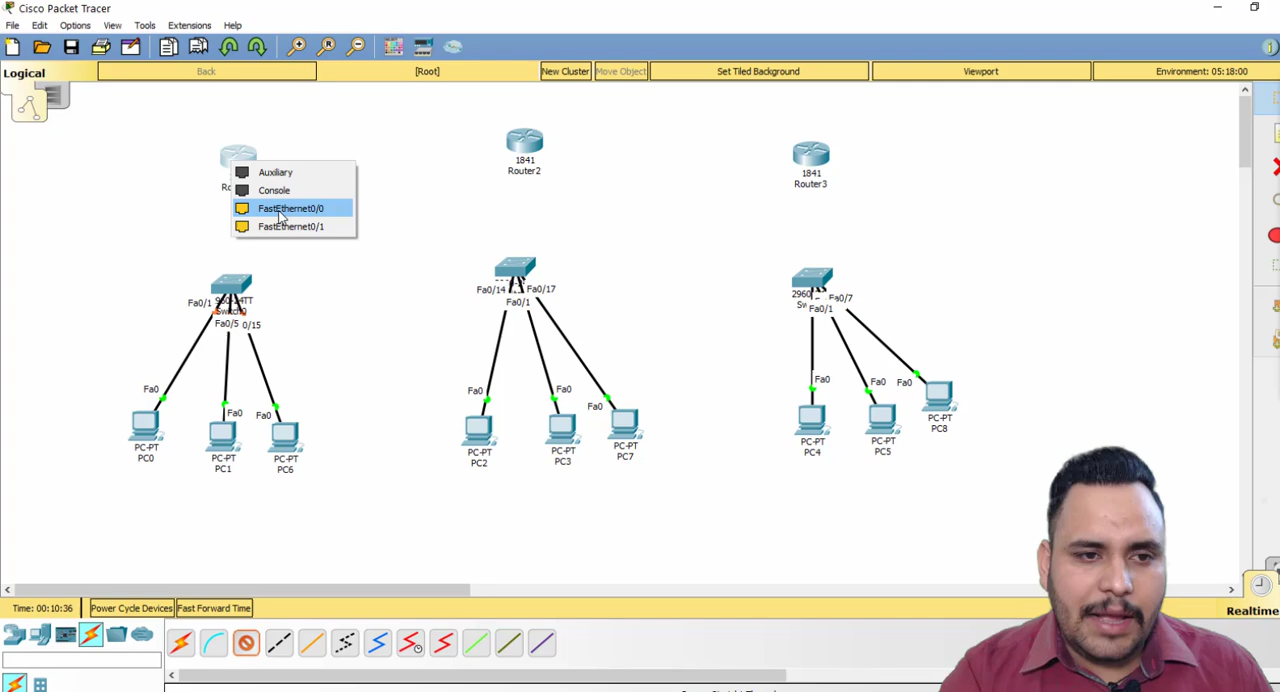 Cisco Packet Tracer
File Edit Options View Tools Extensions Help
Logical
Back
[Root]
New Cluster
Move Object
Set Tiled Background
Viewport
Environment: 05:18:00
1841
Router2
1841
Router3
Auxiliary
Console
FastEthernet0/0
FastEthernet0/1
Fa0/1
Switch0
Fa0/5
0/15
Fa0/14
Fa0/17
Fa0/1
2960
Fa0/7
Fa0/1
Fa0
Fa0
Fa0
Fa0
Fa0
Fa0
Fa0
Fa0
Fa0
PC-PT
PC0
PC-PT
PC1
PC-PT
PC6
PC-PT
PC2
PC-PT
PC3
PC-PT
PC7
PC-PT
PC4
PC-PT
PC5
PC-PT
PC8
Time: 00:10:36
Power Cycle Devices
Fast Forward Time
Realtime